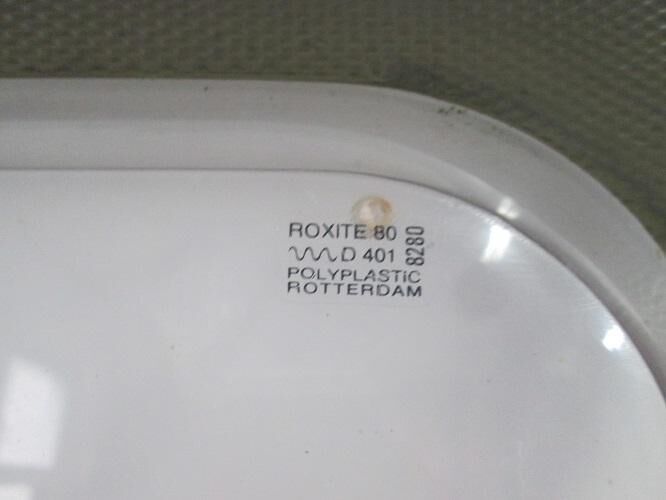 ROXITE 80
D 401
8280
POLYPLASTIC
ROTTERDAM